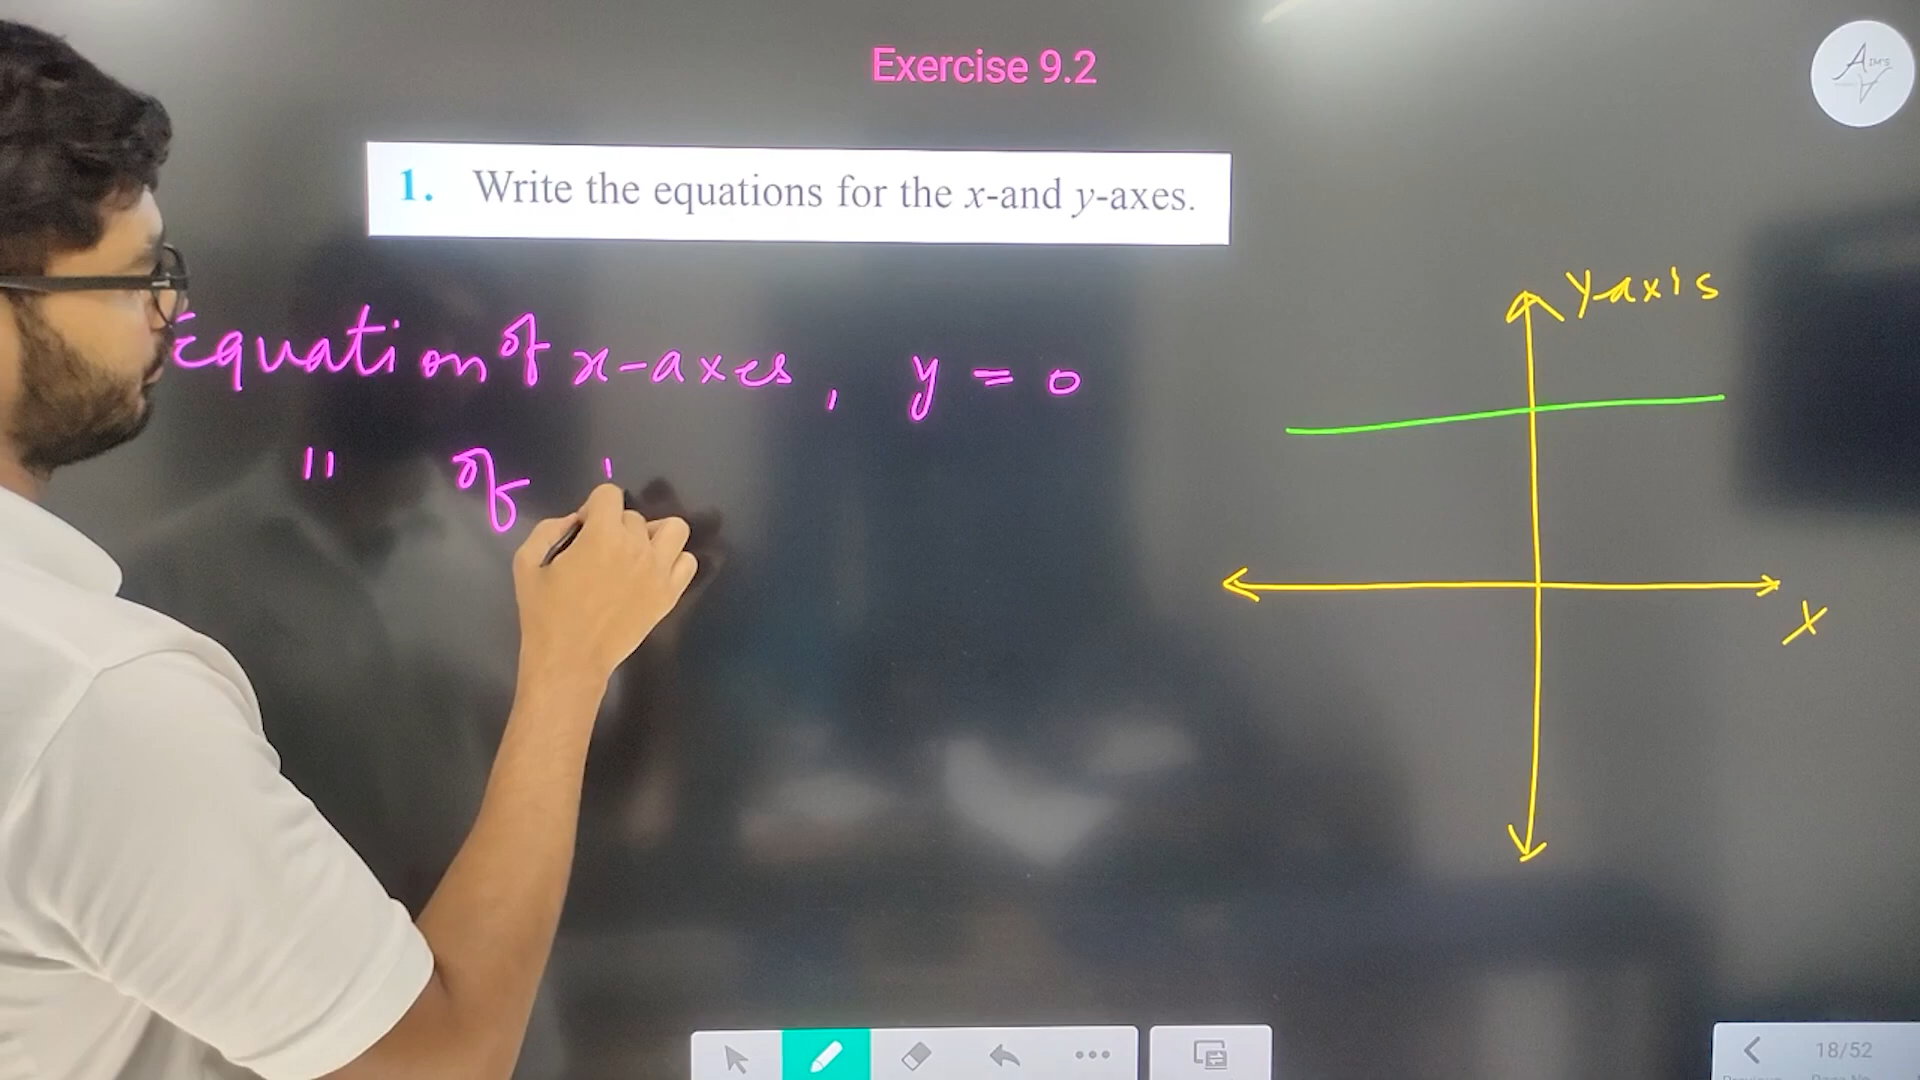 Exercise 9.2
AIM'S
1. Write the equations for the x-and y-axes.
Y-axis
Equation of x-axes, y = 0
" of
X
18/52